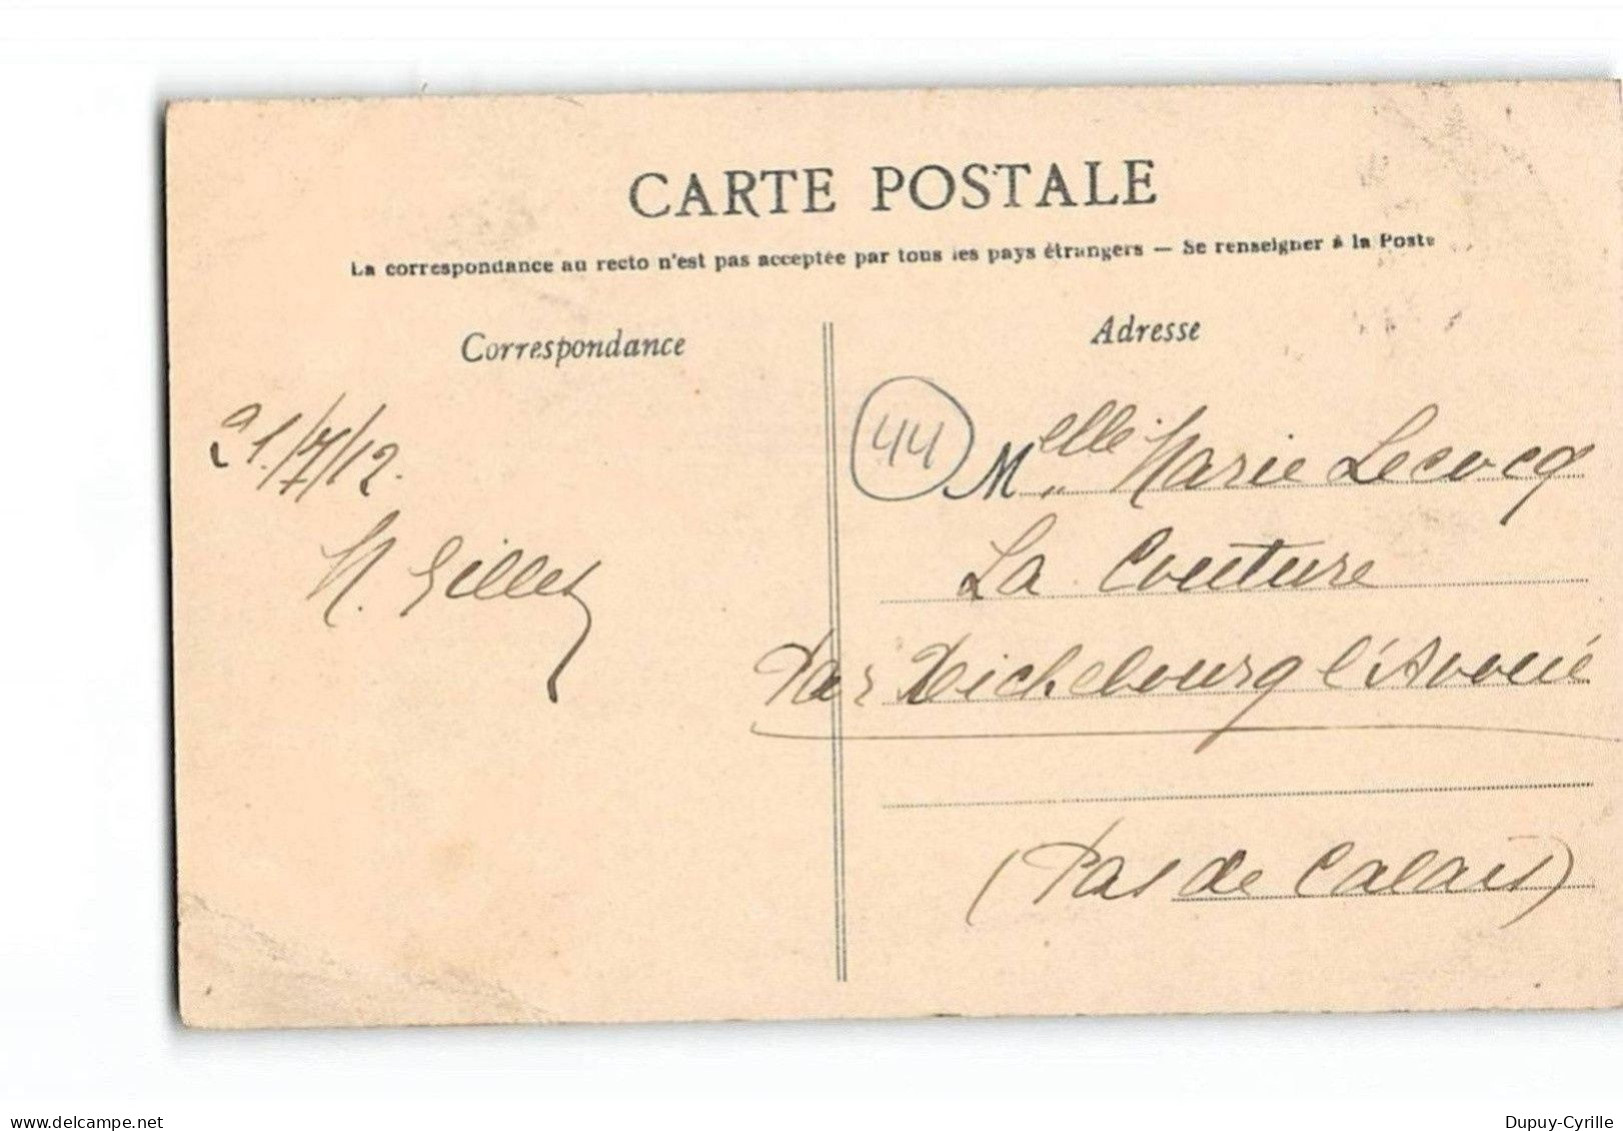 CARTE POSTALE
La correspondance au recto n'est pas acceptée par tous les pays étrangers — Se renseigner à la Poste
Correspondance
Adresse
21/7/12.
M. Gillet
44
Melle Marie Lecocq
La Couture
Par Richebourg l'Avoué
(Pas de Calais)
www.delcampe.net
Dupuy-Cyrille